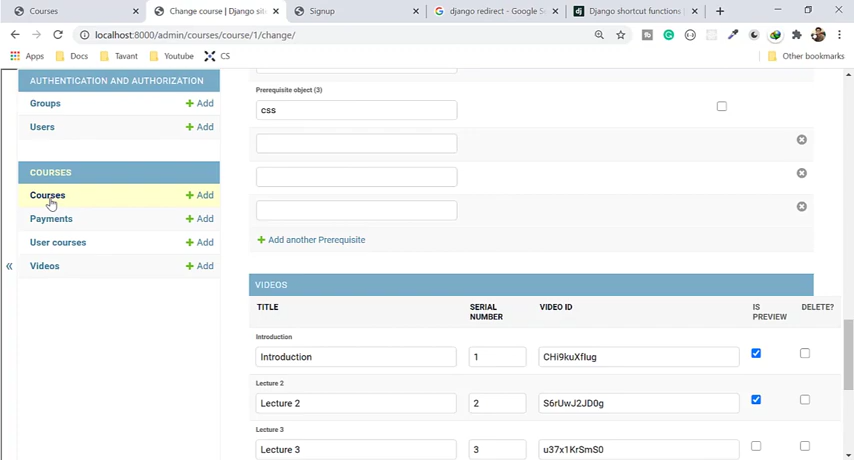 Courses
Change course | Django sit
Signup
django redirect - Google S
Django shortcut functions |
localhost:8000/admin/courses/course/1/change/
Apps
Docs
Tavant
Youtube
CS
Other bookmarks
AUTHENTICATION AND AUTHORIZATION
Groups
+ Add
Users
+ Add
COURSES
Courses
+ Add
Payments
+ Add
User courses
+ Add
Videos
+ Add
«
Prerequisite object (3)
css
+ Add another Prerequisite
VIDEOS
TITLE
SERIAL NUMBER
VIDEO ID
IS PREVIEW
DELETE?
Introduction
Introduction
1
CHi9kuXfIug
Lecture 2
Lecture 2
2
S6rUwJ2JD0g
Lecture 3
Lecture 3
3
u37x1KrSmS0